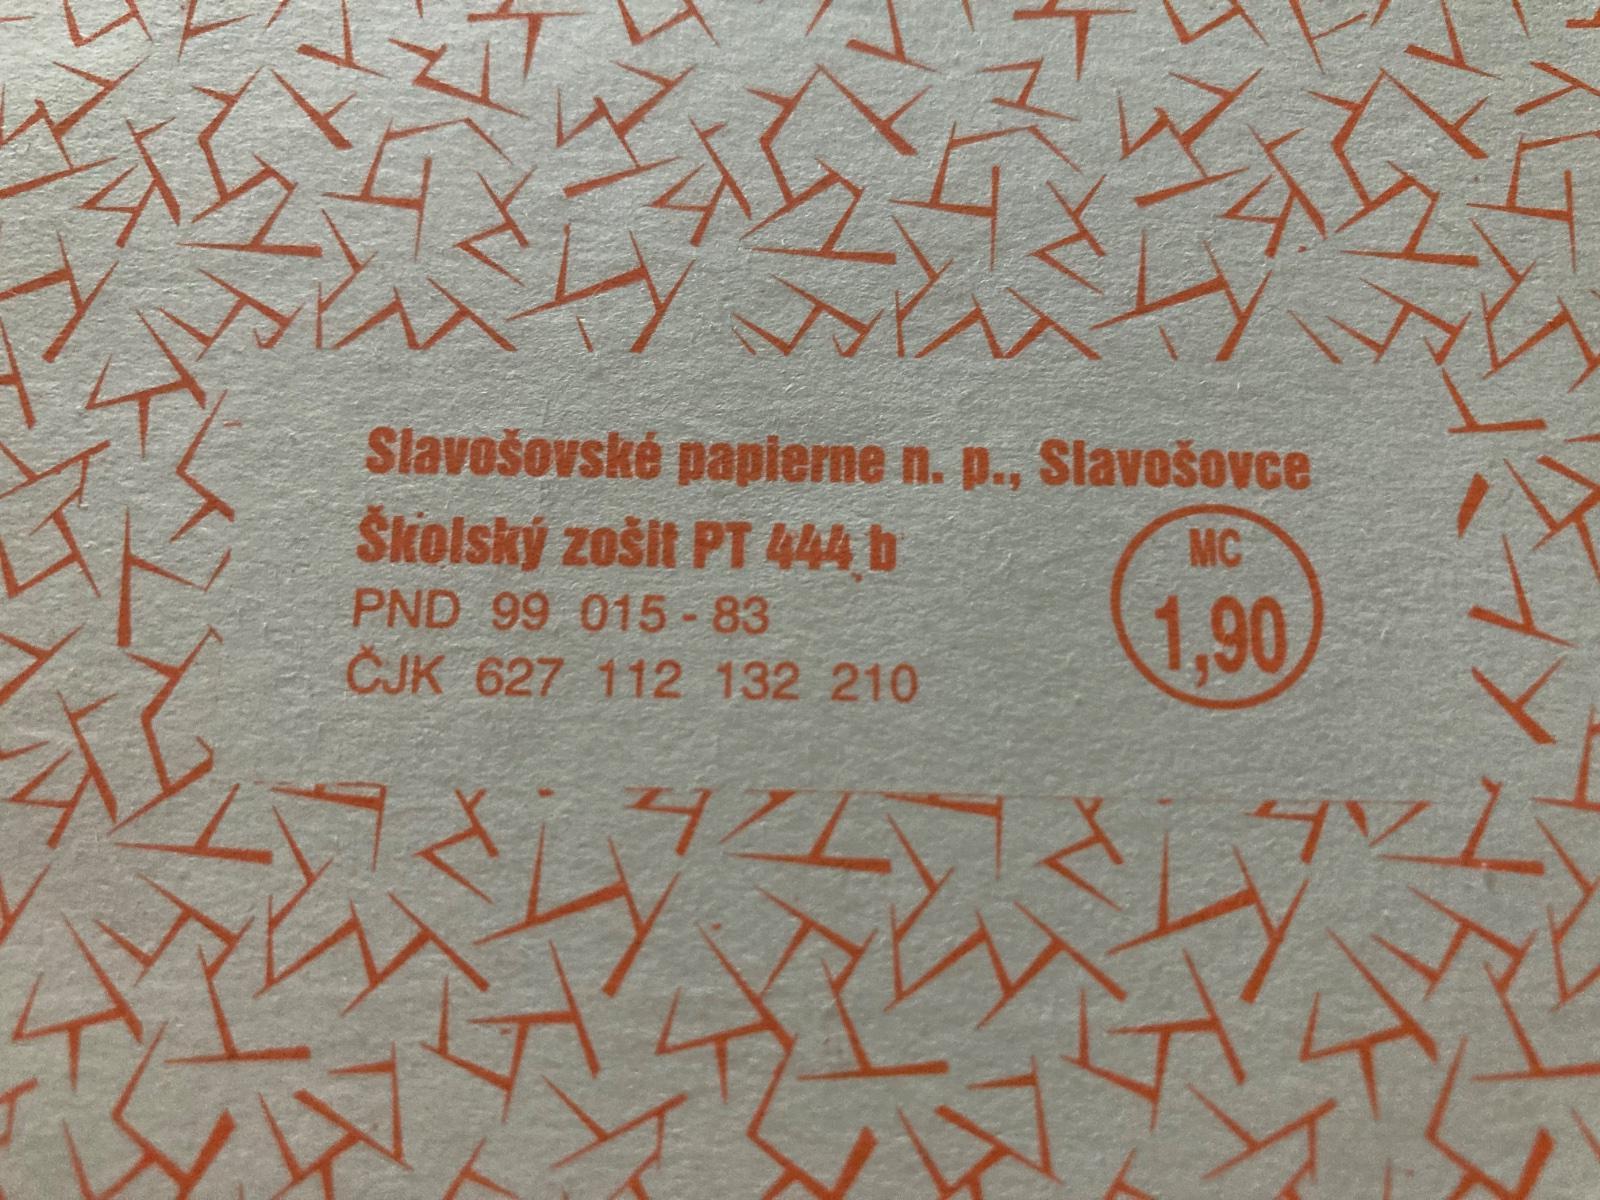 Slavošovské papierne n. p., Slavošovce
Školský zošit PT 444 b
PND 99 015 - 83
ČJK 627 112 132 210
MC
1,90